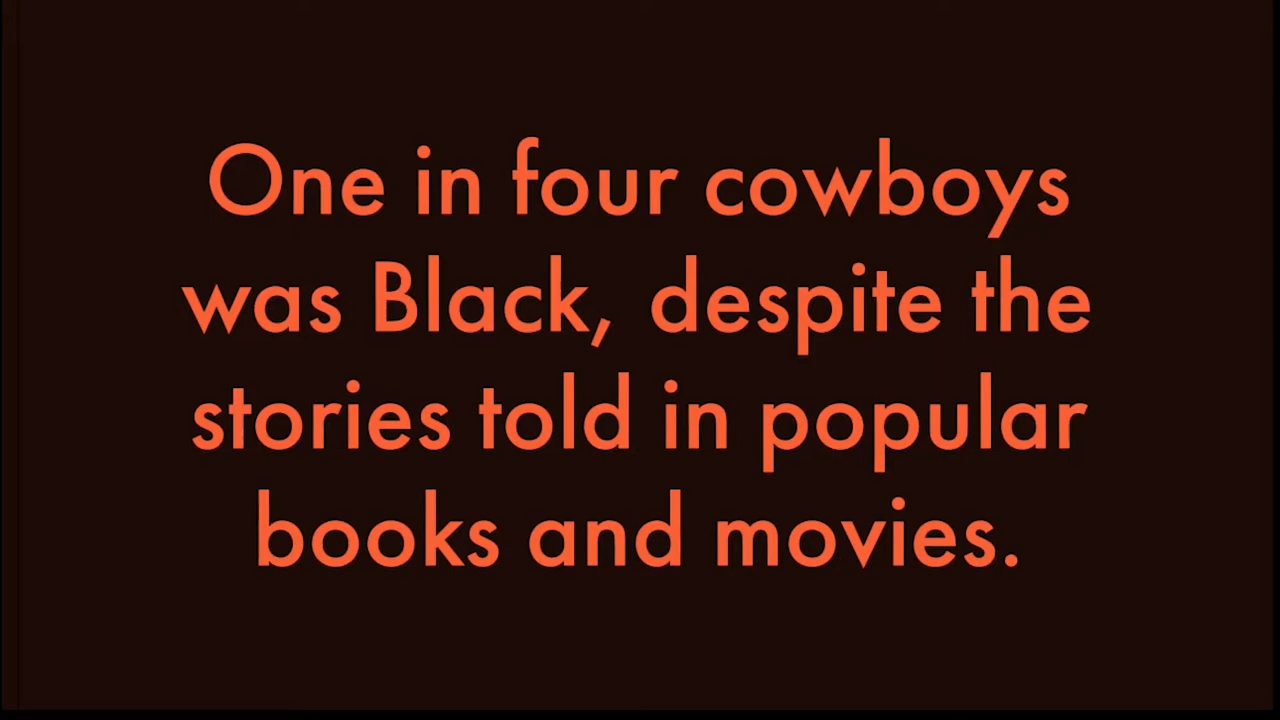 One in four cowboys
was Black, despite the
stories told in popular
books and movies.